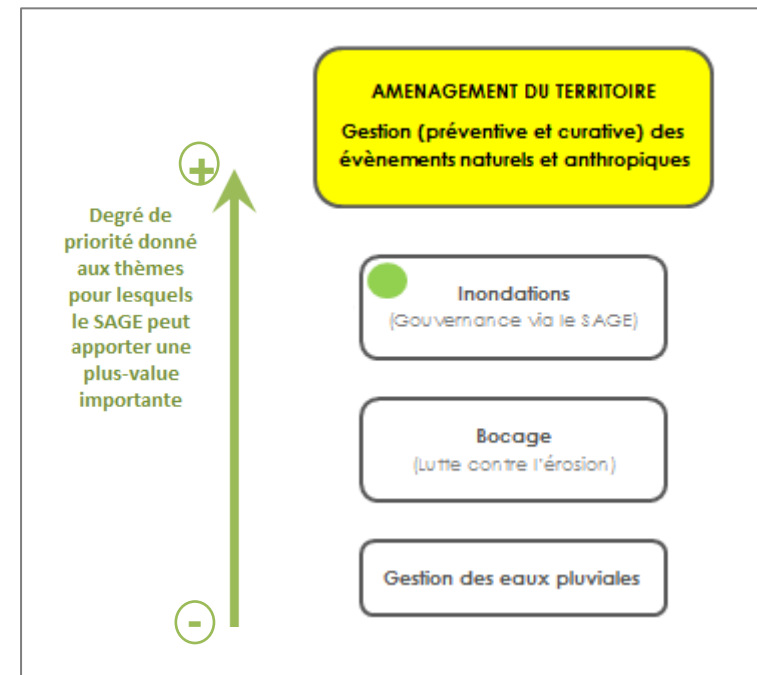 AMENAGEMENT DU TERRITOIRE
Gestion (préventive et curative) des
évènements naturels et anthropiques
+
Degré de
priorité donné
aux thèmes
pour lesquels
le SAGE peut
apporter une
plus-value
importante
Inondations
(Gouvernance via le SAGE)
Bocage
(Lutte contre l'érosion)
Gestion des eaux pluviales
-